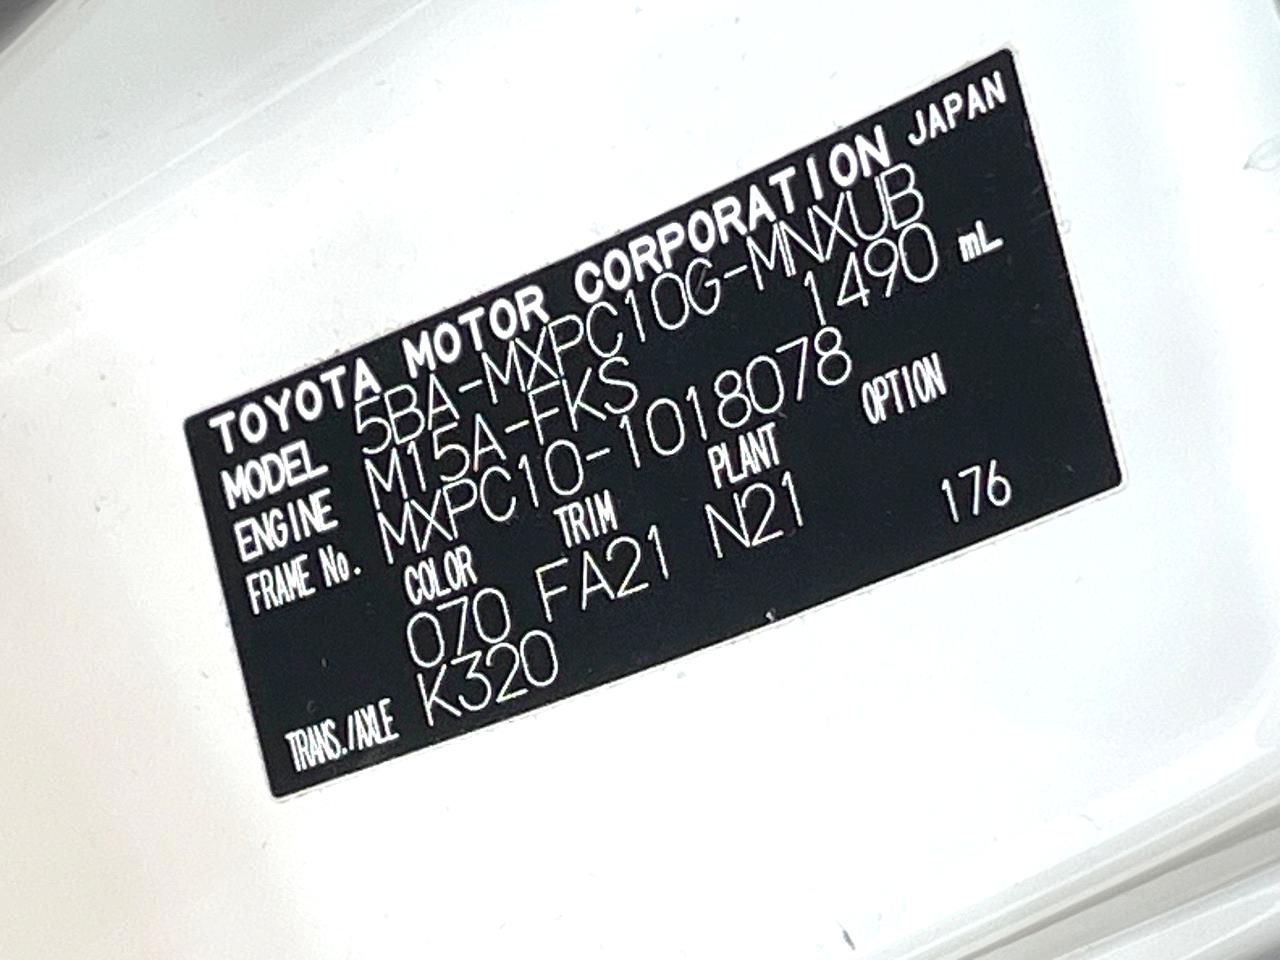 TOYOTA MOTOR CORPORATION JAPAN
MODEL 5BA-MXPC10G-MNXUB
ENGINE M15A-FKS 1490 mL
FRAME No. MXPC10-1018078
COLOR TRIM PLANT OPTION
070 FA21 N21 176
TRANS./AXLE K320